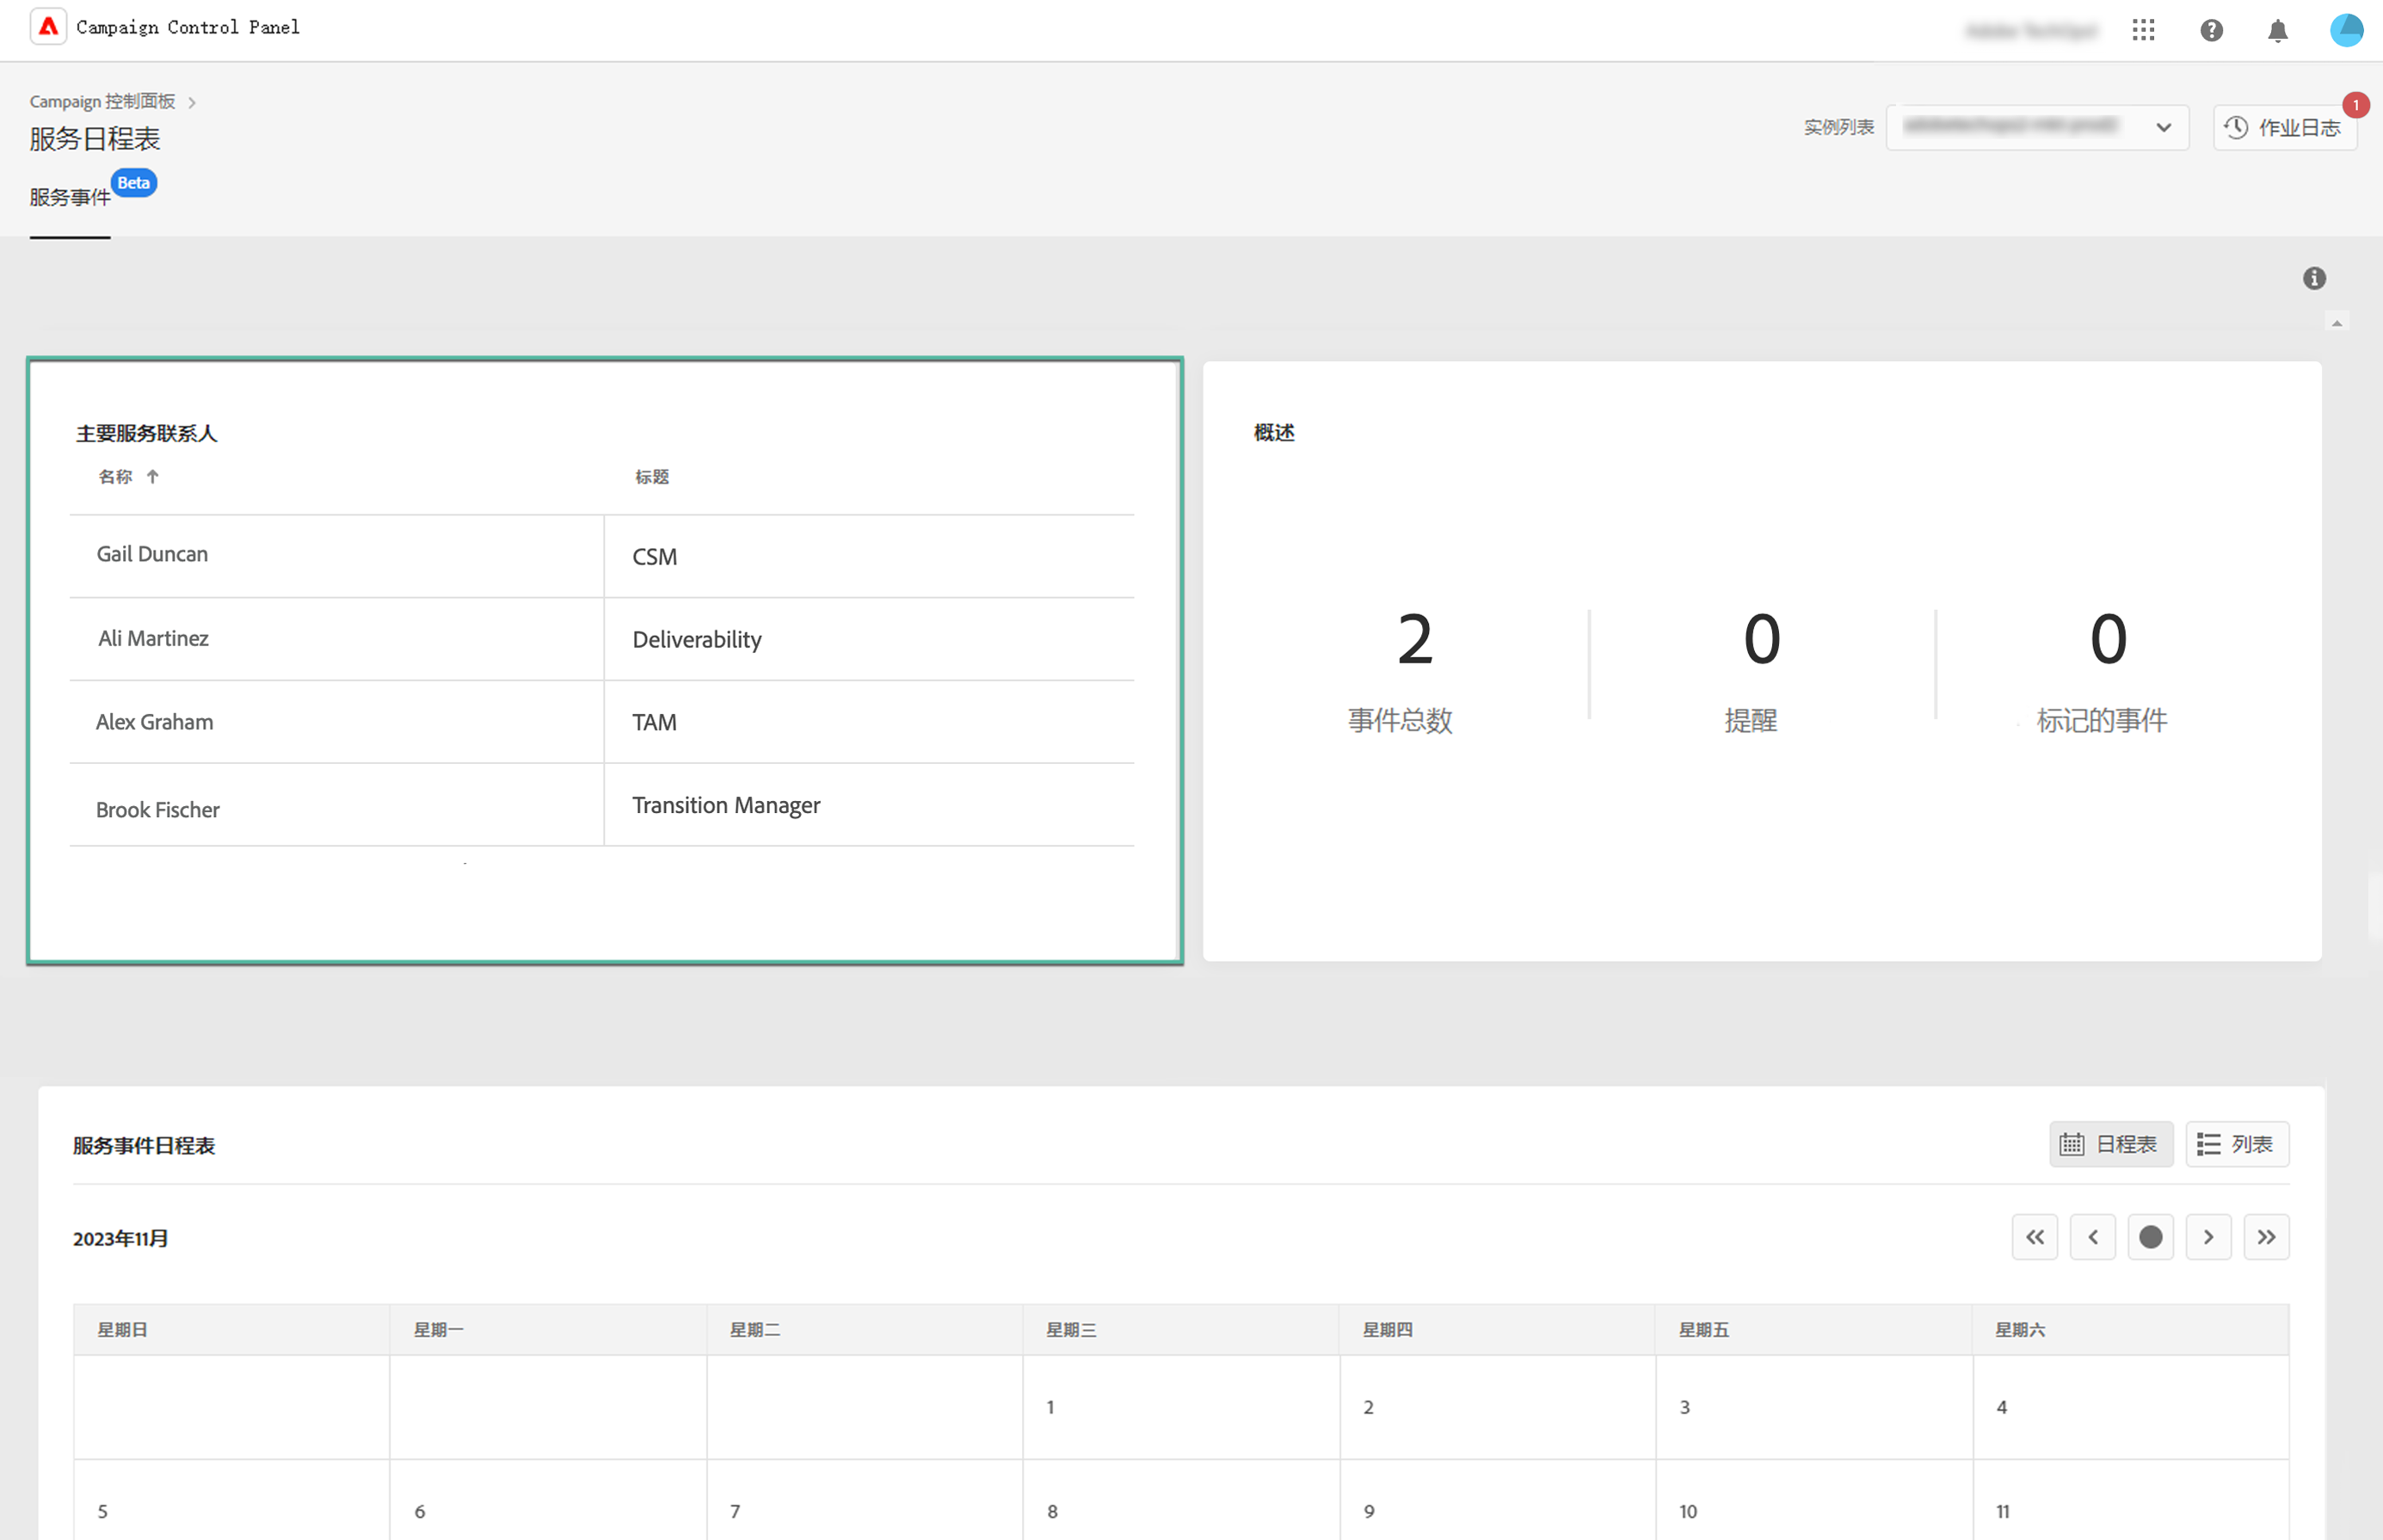 Campaign Control Panel
Campaign 控制面板
服务日程表
实例列表
作业日志
1
服务事件
Beta
主要服务联系人
名称 标题
Gail Duncan CSM
Ali Martinez Deliverability
Alex Graham TAM
Brook Fischer Transition Manager
概述
2 0 0
事件总数 提醒 标记的事件
服务事件日程表
日程表 列表
2023年11月
星期日 星期一 星期二 星期三 星期四 星期五 星期六
1 2 3 4
5 6 7 8 9 10 11